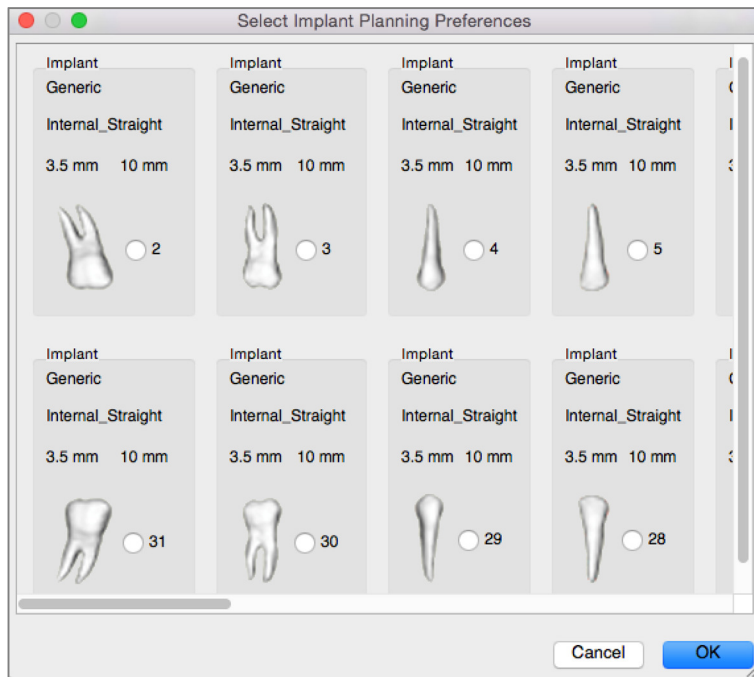 Select Implant Planning Preferences
Implant Implant Implant Implant
Generic Generic Generic Generic
Internal_Straight Internal_Straight Internal_Straight Internal_Straight
3.5 mm 10 mm 3.5 mm 10 mm 3.5 mm 10 mm 3.5 mm 10 mm
2 3 4 5
Implant Implant Implant Implant
Generic Generic Generic Generic
Internal_Straight Internal_Straight Internal_Straight Internal_Straight
3.5 mm 10 mm 3.5 mm 10 mm 3.5 mm 10 mm 3.5 mm 10 mm
31 30 29 28
Cancel OK